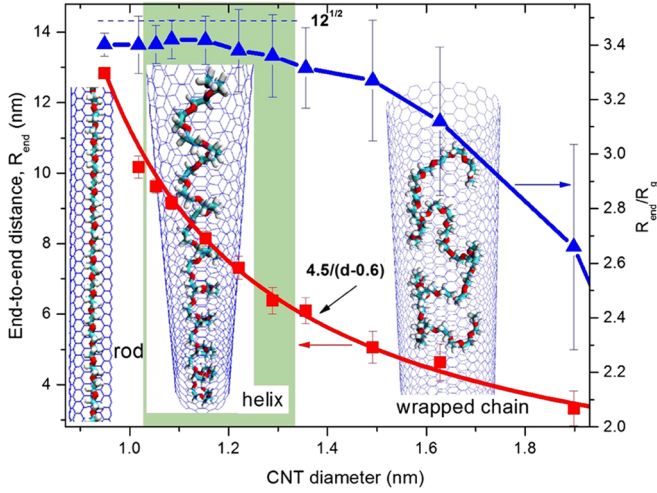 14
12
10
8
6
4
End-to-end distance, R_end (nm)
12^1/2
rod
helix
wrapped chain
4.5/(d-0.6)
3.4
3.2
3.0
2.8
2.6
2.4
2.2
2.0
R_end/R_g
1.0
1.2
1.4
1.6
1.8
CNT diameter (nm)